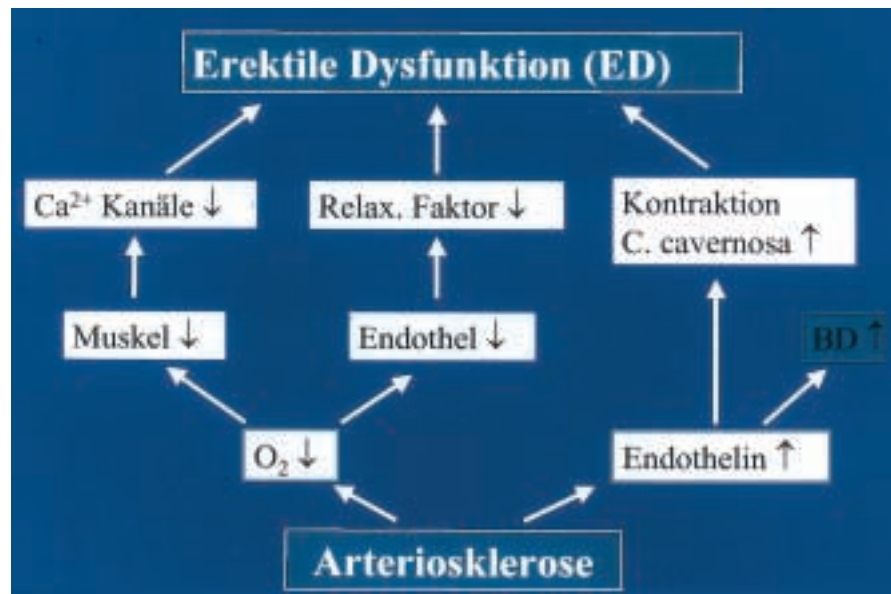 Erektile Dysfunktion (ED)
Ca²⁺ Kanäle ↓
Relax. Faktor ↓
Kontraktion
C. cavernosa ↑
Muskel ↓
Endothel ↓
BD ↑
O₂ ↓
Endothelin ↑
Arteriosklerose